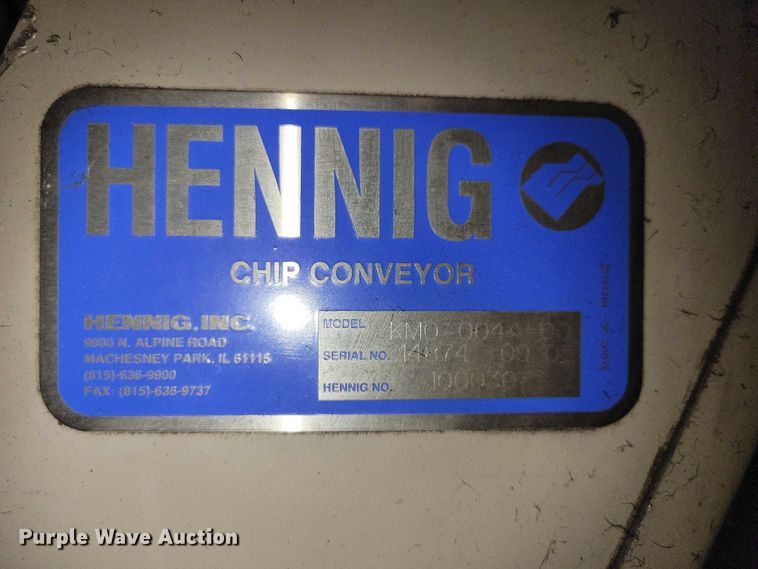 HENNIG
CHIP CONVEYOR
HENNIG, INC.
9900 N. ALPINE ROAD
MACHESNEY PARK, IL 61115
(815)-636-9900
FAX: (815)-636-9737
MODEL
SERIAL NO.
HENNIG NO.
Purple Wave Auction